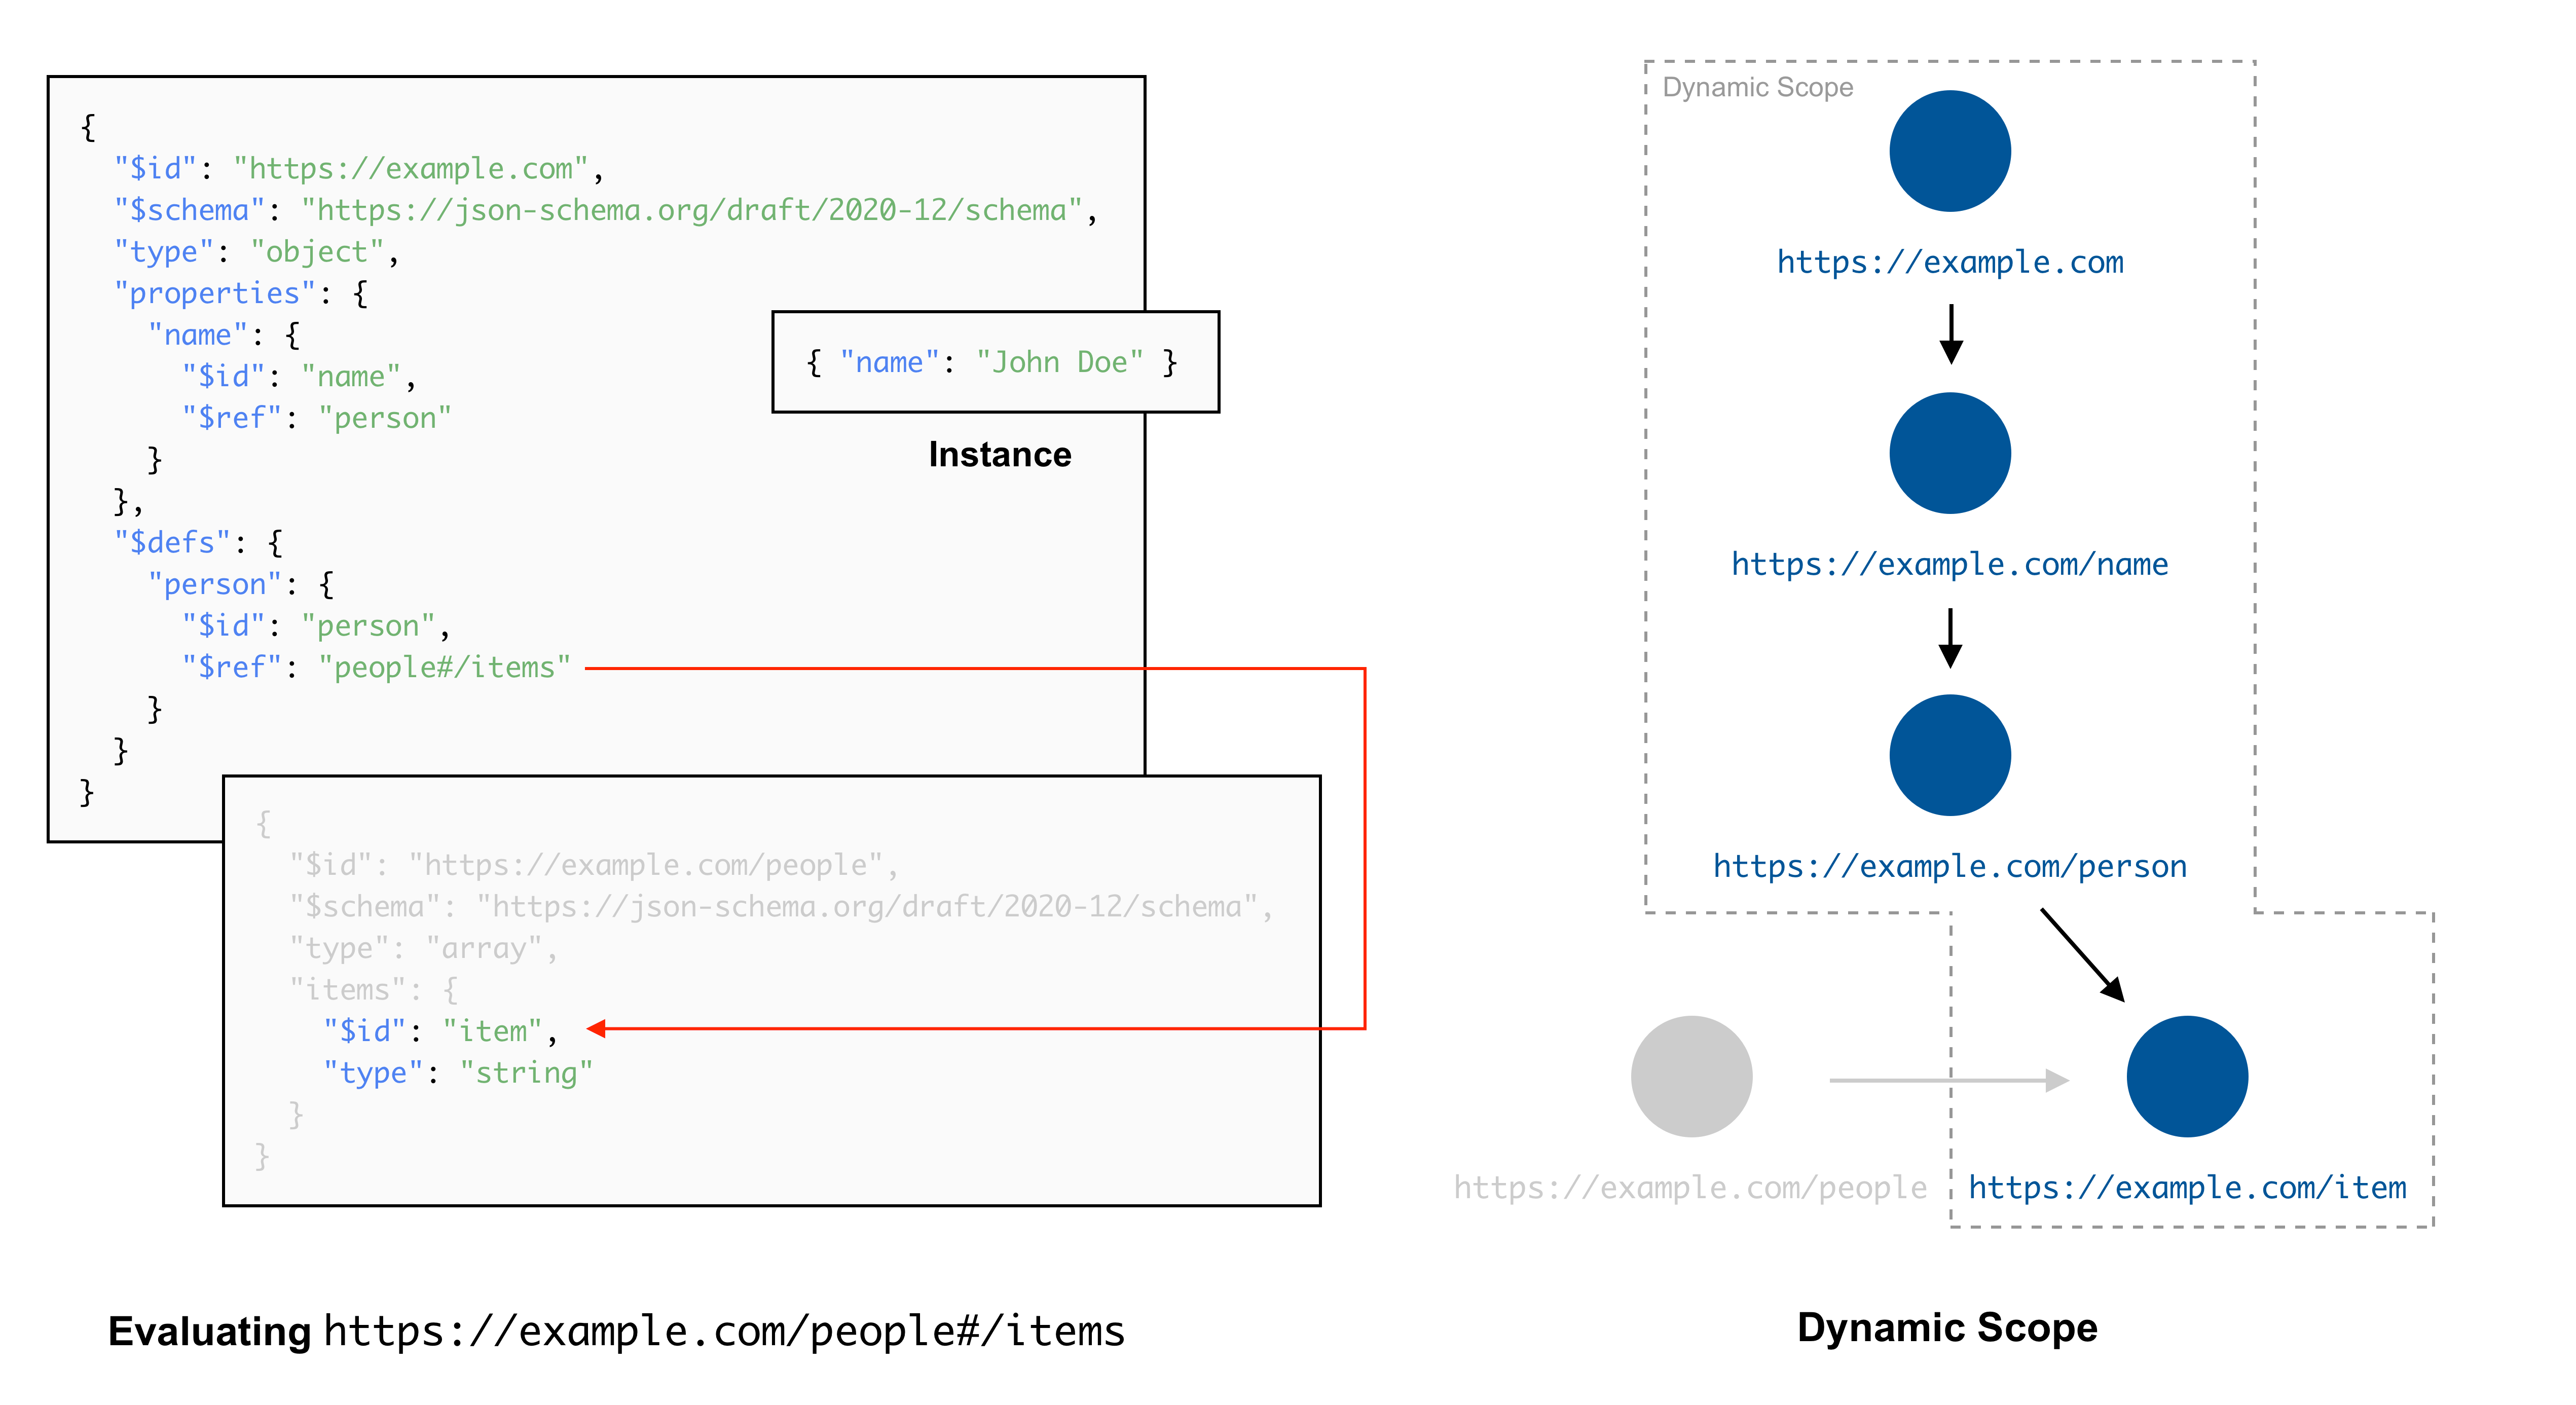 {
  "$id": "https://example.com",
  "$schema": "https://json-schema.org/draft/2020-12/schema",
  "type": "object",
  "properties": {
    "name": {
      "$id": "name",
      "$ref": "person"
    }
  },
  "$defs": {
    "person": {
      "$id": "person",
      "$ref": "people#/items"
    }
  }
}
{ "name": "John Doe" }
Instance
{
  "$id": "https://example.com/people",
  "$schema": "https://json-schema.org/draft/2020-12/schema",
  "type": "array",
  "items": {
    "$id": "item",
    "type": "string"
  }
}
Evaluating https://example.com/people#/items
Dynamic Scope
https://example.com
https://example.com/name
https://example.com/person
https://example.com/people
https://example.com/item
Dynamic Scope